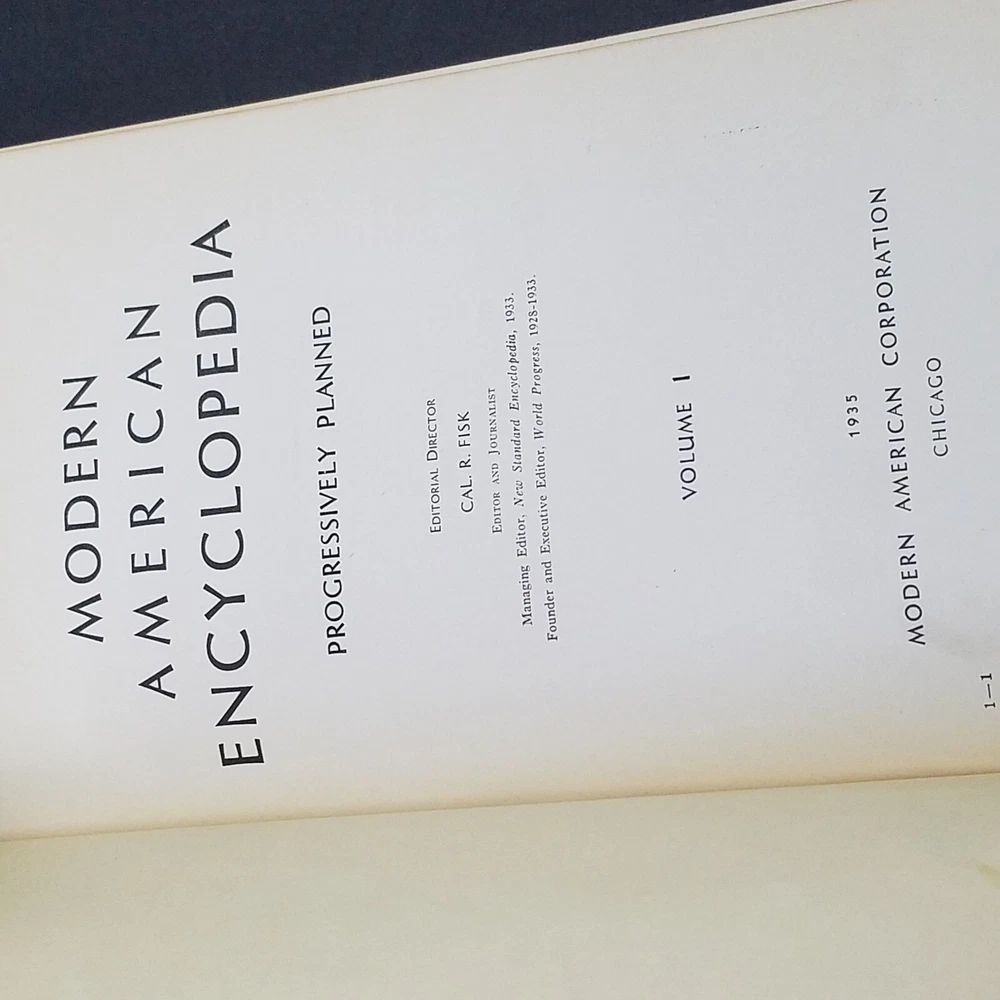 MODERN
AMERICAN
ENCYCLOPEDIA
PROGRESSIVELY PLANNED
EDITORIAL DIRECTOR
CAL. R. FISK
EDITOR AND JOURNALIST
Managing Editor, New Standard Encyclopedia, 1933.
Founder and Executive Editor, World Progress, 1928-1933.
VOLUME I
1935
MODERN AMERICAN CORPORATION
CHICAGO
1—1